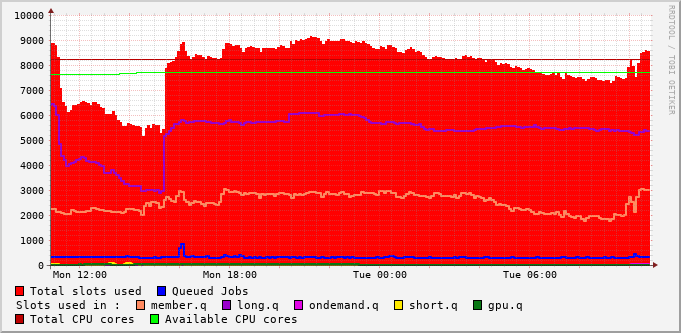 10000
9000
8000
7000
6000
5000
4000
3000
2000
1000
0
Mon 12:00 Mon 18:00 Tue 00:00 Tue 06:00
RRDTOOL / TOBI OETIKER
Total slots used Queued Jobs
Slots used in : member.q long.q ondemand.q short.q gpu.q
Total CPU cores Available CPU cores